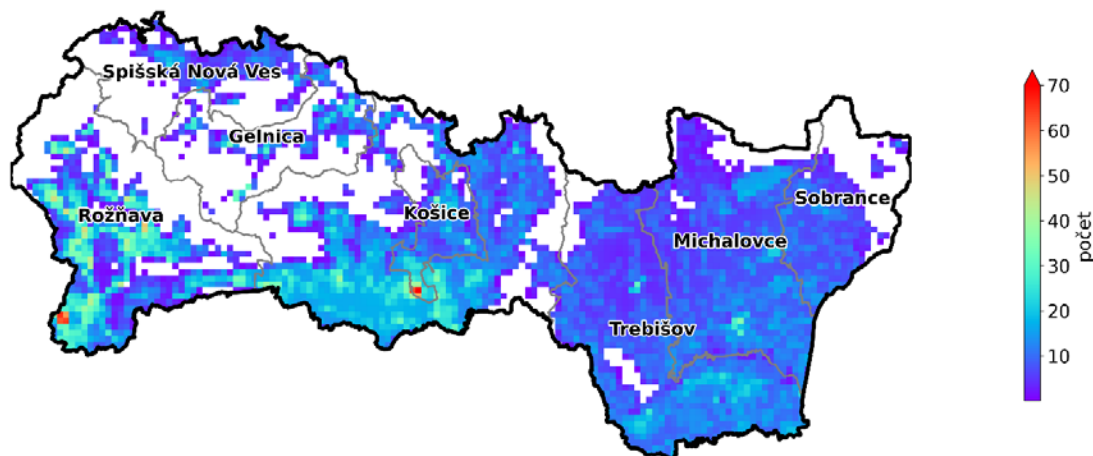 Spišská Nová Ves
Gelnica
Rožňava
Košice
Sobrance
Michalovce
Trebišov
70
60
50
40
30
20
10
počet